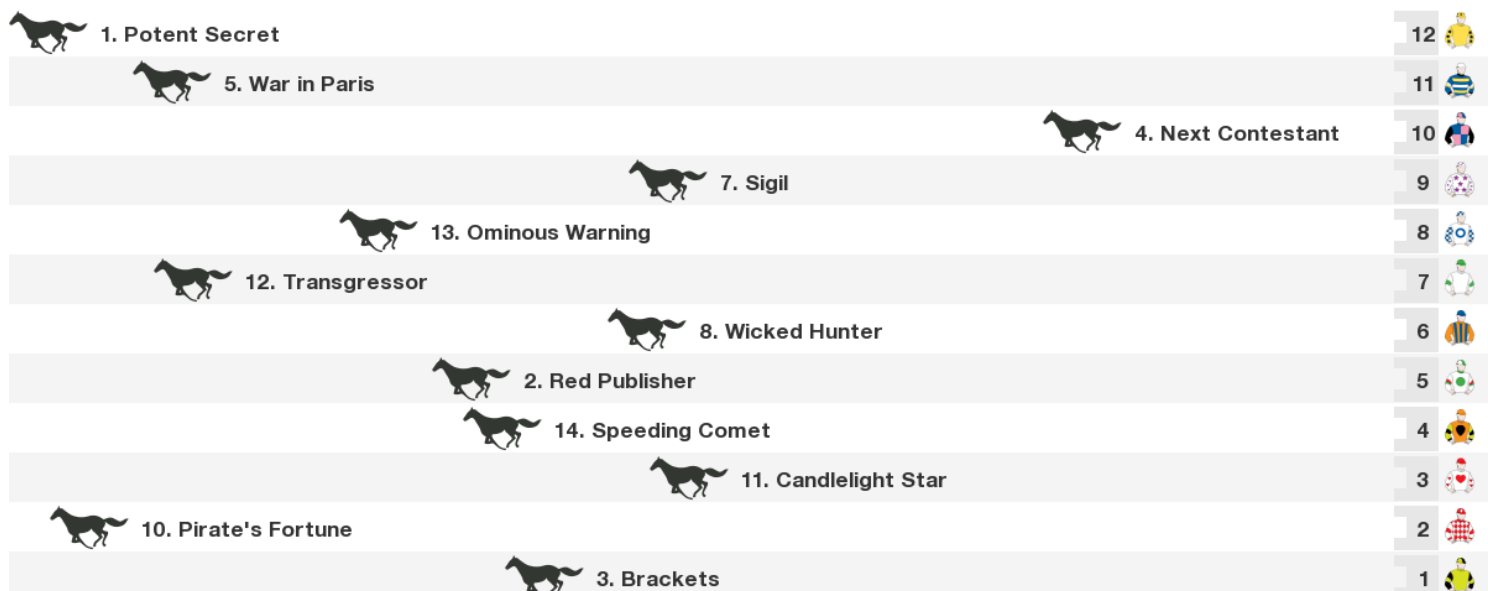 1. Potent Secret 12
5. War in Paris 11
4. Next Contestant 10
7. Sigil 9
13. Ominous Warning 8
12. Transgressor 7
8. Wicked Hunter 6
2. Red Publisher 5
14. Speeding Comet 4
11. Candlelight Star 3
10. Pirate's Fortune 2
3. Brackets 1